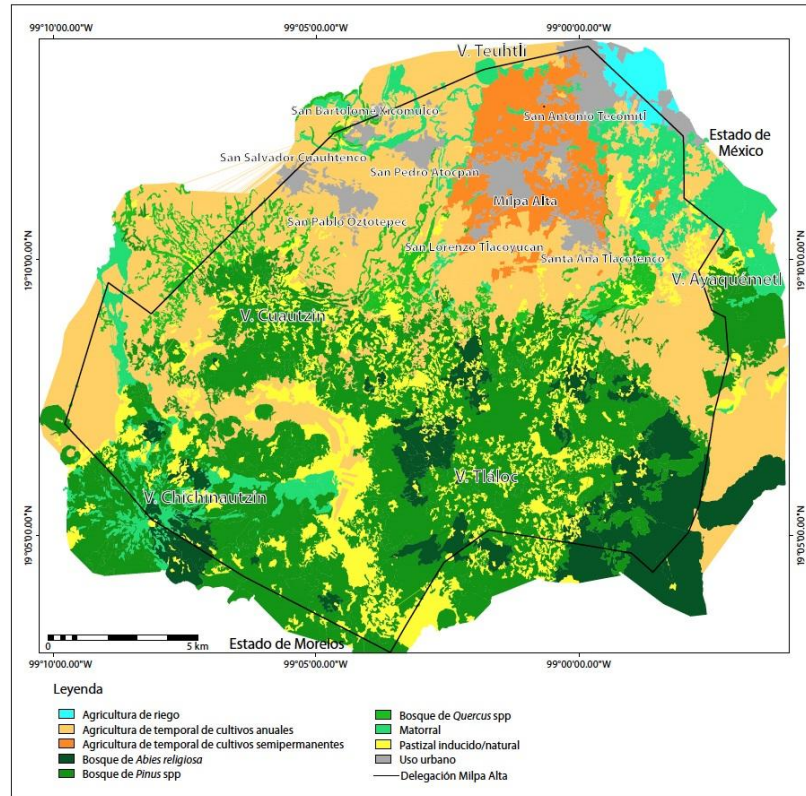 99°10'00.00"W
99°05'00.00"W
99°00'00.00"W
V. Teuhtli
San Bartolomé Xicomulco
San Antonio Tecomitl
Estado de
México
San Salvador Cuauhtenco
San Pedro Atocpan
Milpa Alta
San Pablo Oztotepec
San Lorenzo Tlacoyucan
Santa Ana Tlacotenco
19°10'00.00"N
19°10'00.00"N
V. Ayaquémetl
V. Cuautzin
V. Tláloc
V. Chichinautzin
19°05'00.00"N
19°05'00.00"N
Estado de Morelos
0
5 km
99°10'00.00"W
99°05'00.00"W
99°00'00.00"W
Leyenda
Agricultura de riego
Agricultura de temporal de cultivos anuales
Agricultura de temporal de cultivos semipermanentes
Bosque de Abies religiosa
Bosque de Pinus spp
Bosque de Quercus spp
Matorral
Pastizal inducido/natural
Uso urbano
Delegación Milpa Alta